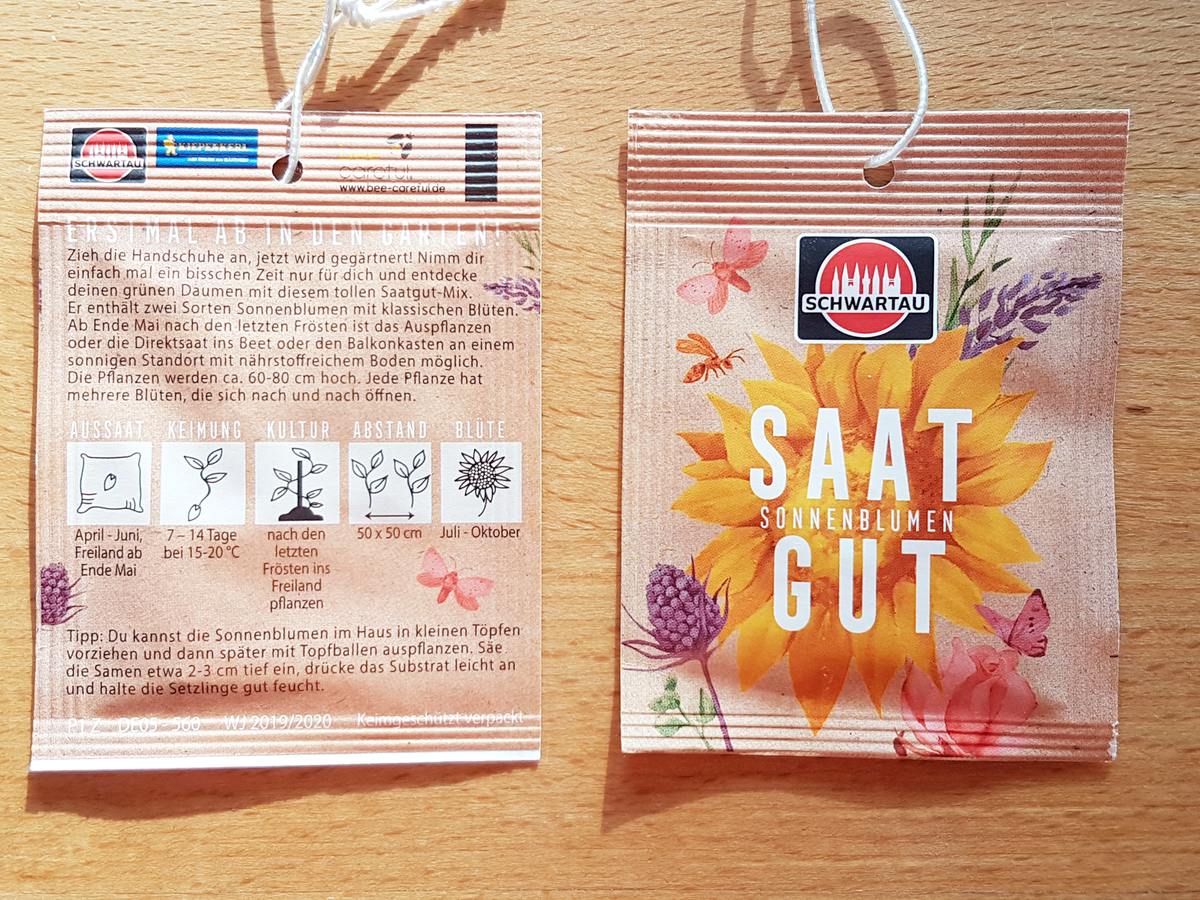 SCHWARTAU
KIEPENKERL
careful.
www.bee-careful.de
ERSTMAL AB IN DEN GARTEN!
Zieh die Handschuhe an, jetzt wird gegärtnert! Nimm dir
einfach mal ein bisschen Zeit nur für dich und entdecke
deinen grünen Daumen mit diesem tollen Saatgut-Mix.
Er enthält zwei Sorten Sonnenblumen mit klassischen Blüten.
Ab Ende Mai nach den letzten Frösten ist das Auspflanzen
oder die Direktsaat ins Beet oder den Balkonkasten an einem
sonnigen Standort mit nährstoffreichem Boden möglich.
Die Pflanzen werden ca. 60-80 cm hoch. Jede Pflanze hat
mehrere Blüten, die sich nach und nach öffnen.
AUSSAAT
April - Juni,
Freiland ab
Ende Mai
KEIMUNG
7 – 14 Tage
bei 15-20 °C
KULTUR
nach den
letzten
Frösten ins
Freiland
pflanzen
ABSTAND
50 x 50 cm
BLÜTE
Juli - Oktober
Tipp: Du kannst die Sonnenblumen im Haus in kleinen Töpfen
vorziehen und dann später mit Topfballen auspflanzen. Säe
die Samen etwa 2-3 cm tief ein, drücke das Substrat leicht an
und halte die Setzlinge gut feucht.
DE05 - 560 WJ 2019/2020 Keimgeschützt verpackt
SCHWARTAU
SAAT
SONNENBLUMEN
GUT